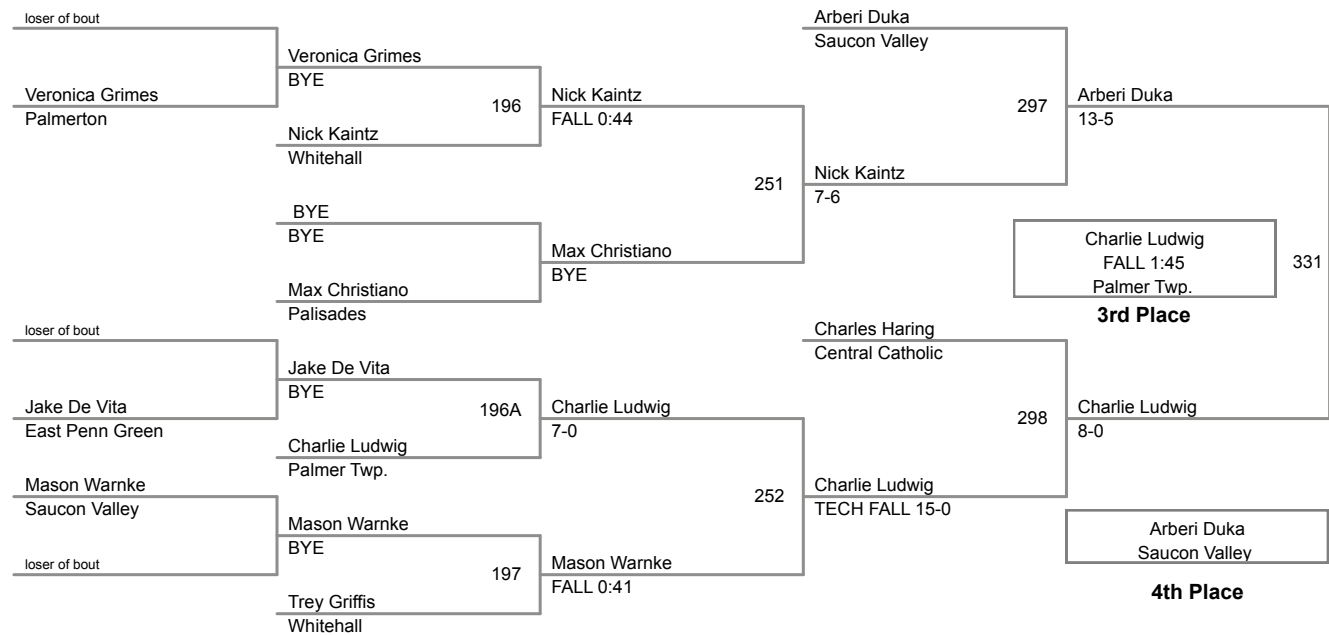 loser of bout
Arberi Duka
Saucon Valley
Veronica Grimes
BYE
Veronica Grimes
Palmerton
196
Nick Kaintz
FALL 0:44
297
Arberi Duka
13-5
Nick Kaintz
Whitehall
251
Nick Kaintz
7-6
BYE
BYE
Max Christiano
BYE
Charlie Ludwig
FALL 1:45
Palmer Twp.
331
3rd Place
Max Christiano
Palisades
loser of bout
Charles Haring
Central Catholic
Jake De Vita
BYE
Jake De Vita
East Penn Green
196A
Charlie Ludwig
7-0
298
Charlie Ludwig
8-0
Charlie Ludwig
Palmer Twp.
Mason Warnke
Saucon Valley
252
Charlie Ludwig
TECH FALL 15-0
Mason Warnke
BYE
Arberi Duka
Saucon Valley
4th Place
loser of bout
197
Mason Warnke
FALL 0:41
Trey Griffis
Whitehall